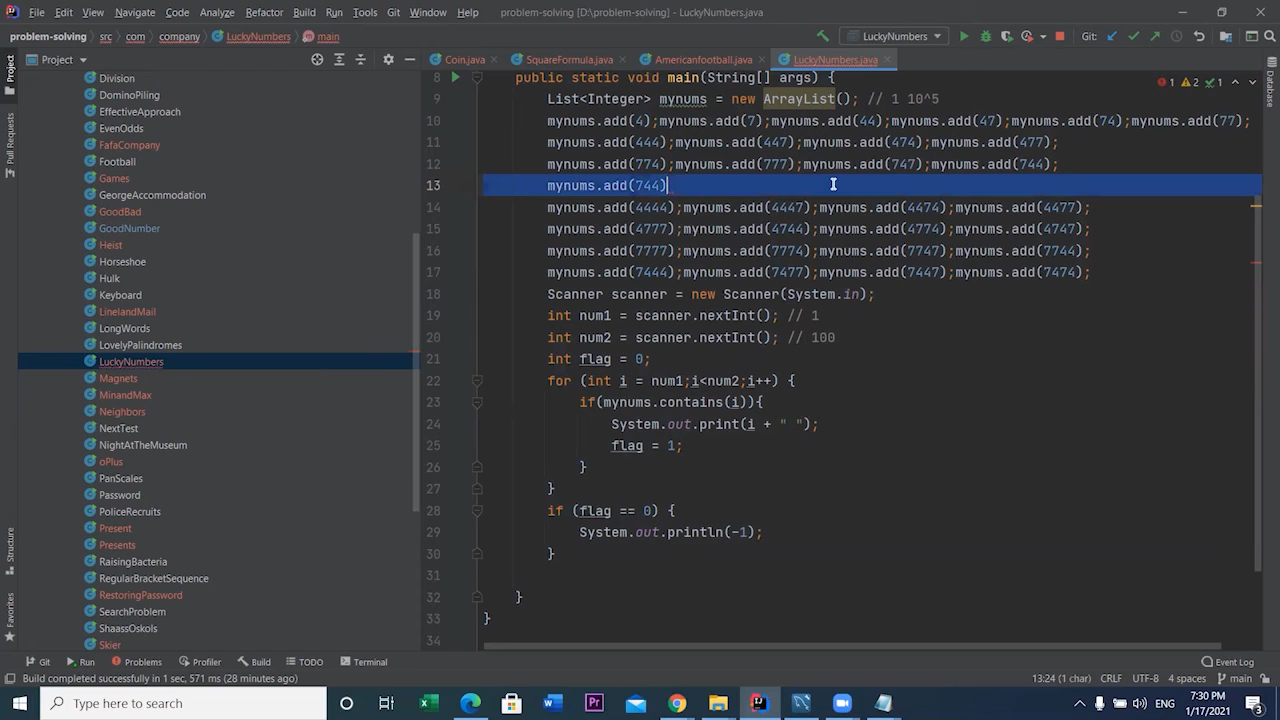 File Edit View Navigate Code Analyze Refactor Build Run Tools Git Window Help problem-solving [D:\problem-solving] - LuckyNumbers.java
problem-solving src com company LuckyNumbers main LuckyNumbers Git:
Project
Coin.java SquareFormula.java Americanfootball.java LuckyNumbers.java
Project
Pull Requests
Structure
Favorites
Database
Division
DominoPiling
EffectiveApproach
EvenOdds
FafaCompany
Football
Games
GeorgeAccommodation
GoodBad
GoodNumber
Heist
Horseshoe
Hulk
Keyboard
LinelandMail
LongWords
LovelyPalindromes
LuckyNumbers
Magnets
MinandMax
Neighbors
NextTest
NightAtTheMuseum
oPlus
PanScales
Password
PoliceRecruits
Present
Presents
RaisingBacteria
RegularBracketSequence
RestoringPassword
SearchProblem
ShaassOskols
Skier
1 2 1
8 public static void main(String[] args) {
9 List<Integer> mynums = new ArrayList(); // 1 10^5
10 mynums.add(4);mynums.add(7);mynums.add(44);mynums.add(47);mynums.add(74);mynums.add(77);
11 mynums.add(444);mynums.add(447);mynums.add(474);mynums.add(477);
12 mynums.add(774);mynums.add(777);mynums.add(747);mynums.add(744);
13 mynums.add(744)
14 mynums.add(4444);mynums.add(4447);mynums.add(4474);mynums.add(4477);
15 mynums.add(4777);mynums.add(4744);mynums.add(4774);mynums.add(4747);
16 mynums.add(7777);mynums.add(7774);mynums.add(7747);mynums.add(7744);
17 mynums.add(7444);mynums.add(7477);mynums.add(7447);mynums.add(7474);
18 Scanner scanner = new Scanner(System.in);
19 int num1 = scanner.nextInt(); // 1
20 int num2 = scanner.nextInt(); // 100
21 int flag = 0;
22 for (int i = num1;i<num2;i++) {
23 if(mynums.contains(i)){
24 System.out.print(i + " ");
25 flag = 1;
26 }
27 }
28 if (flag == 0) {
29 System.out.println(-1);
30 }
31
32 }
33 }
34
Git Run Problems Profiler Build TODO Terminal Event Log
Build completed successfully in 1 sec, 571 ms (28 minutes ago) 13:24 (1 char) CRLF UTF-8 4 spaces main
Type here to search
ENG 7:30 PM
1/17/2021
3